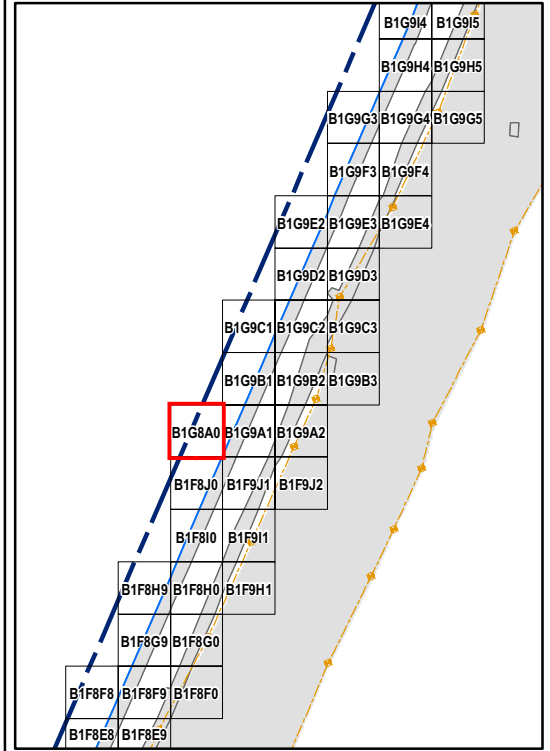 B1G9I4 B1G9I5
B1G9H4 B1G9H5
B1G9G3 B1G9G4 B1G9G5
B1G9F3 B1G9F4
B1G9E2 B1G9E3 B1G9E4
B1G9D2 B1G9D3
B1G9C1 B1G9C2 B1G9C3
B1G9B1 B1G9B2 B1G9B3
B1G8A0 B1G9A1 B1G9A2
B1F8J0 B1F9J1 B1F9J2
B1F8I0 B1F9I1
B1F8H9 B1F8H0 B1F9H1
B1F8G9 B1F8G0
B1F8F8 B1F8F9 B1F8F0
B1F8E8 B1F8E9